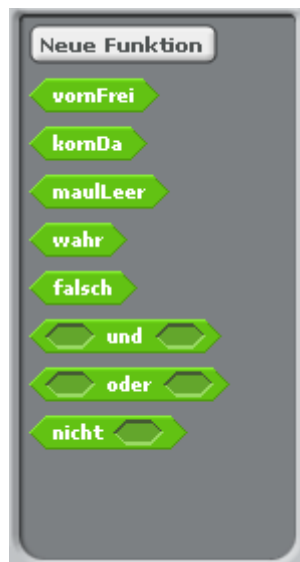 Neue Funktion
vornFrei
kornDa
maulLeer
wahr
falsch
und
oder
nicht